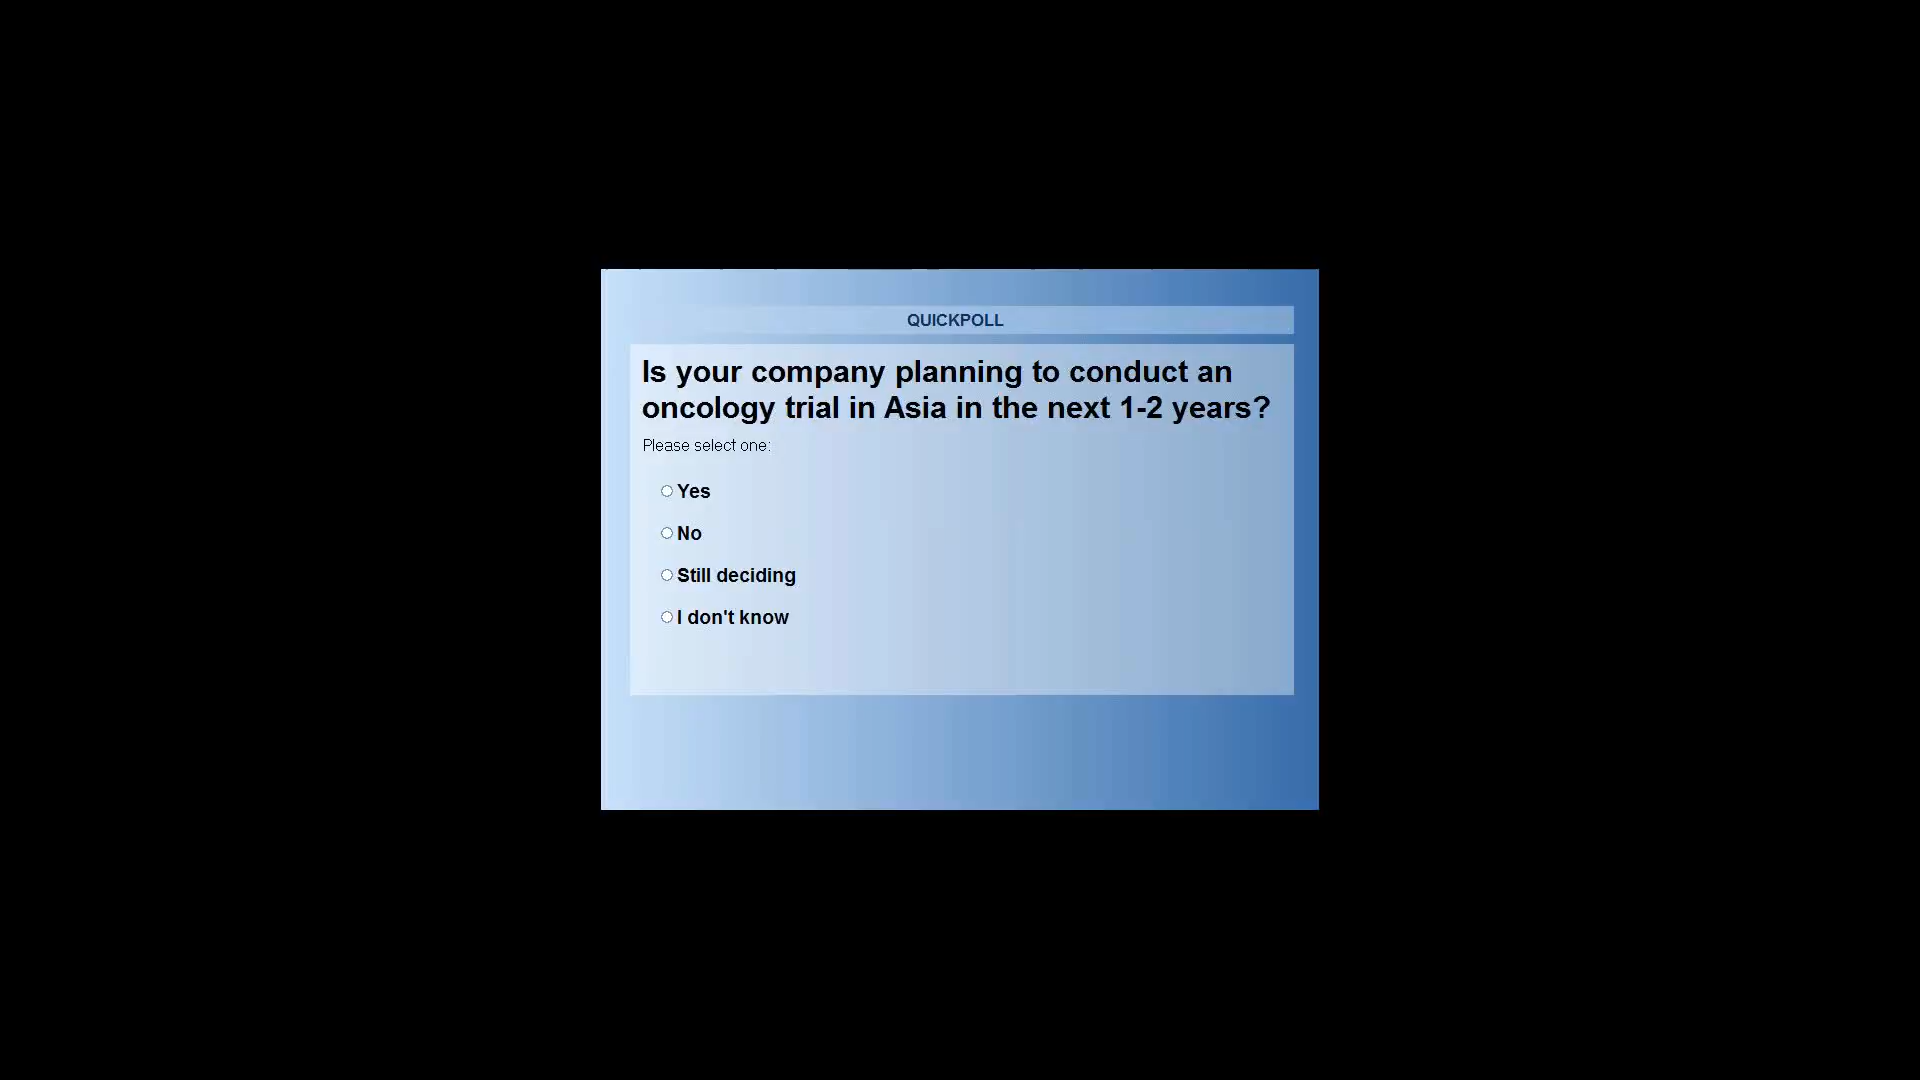 QUICKPOLL
Is your company planning to conduct an
oncology trial in Asia in the next 1-2 years?
Please select one:
Yes
No
Still deciding
I don't know